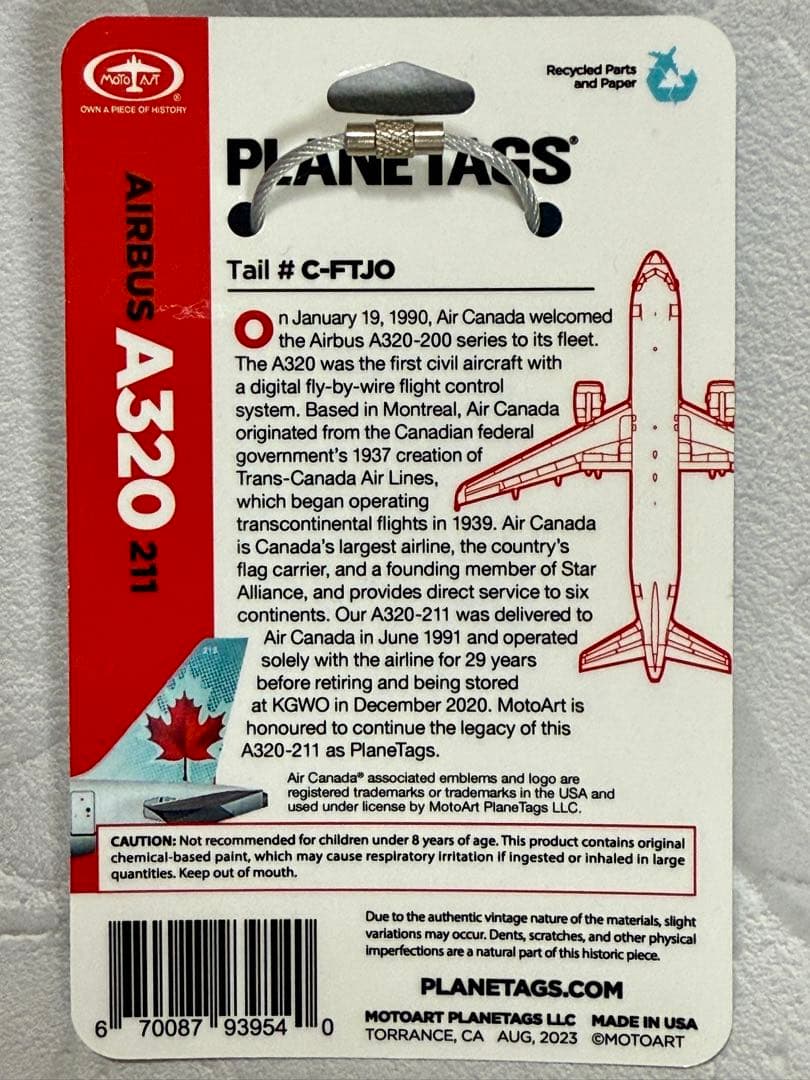 MOTO ART
®
OWN A PIECE OF HISTORY
Recycled Parts
and Paper
PLANETAGS®
AIRBUS A320 211
Tail # C-FTJO
On January 19, 1990, Air Canada welcomed
the Airbus A320-200 series to its fleet.
The A320 was the first civil aircraft with
a digital fly-by-wire flight control
system. Based in Montreal, Air Canada
originated from the Canadian federal
government's 1937 creation of
Trans-Canada Air Lines,
which began operating
transcontinental flights in 1939. Air Canada
is Canada's largest airline, the country's
flag carrier, and a founding member of Star
Alliance, and provides direct service to six
continents. Our A320-211 was delivered to
Air Canada in June 1991 and operated
solely with the airline for 29 years
before retiring and being stored
at KGWO in December 2020. MotoArt is
honoured to continue the legacy of this
A320-211 as PlaneTags.
Air Canada® associated emblems and logo are
registered trademarks or trademarks in the USA and
used under license by MotoArt PlaneTags LLC.
CAUTION: Not recommended for children under 8 years of age. This product contains original
chemical-based paint, which may cause respiratory irritation if ingested or inhaled in large
quantities. Keep out of mouth.
Due to the authentic vintage nature of the materials, slight
variations may occur. Dents, scratches, and other physical
imperfections are a natural part of this historic piece.
PLANETAGS.COM
MOTOART PLANETAGS LLC MADE IN USA
TORRANCE, CA AUG, 2023 ©MOTOART
6 70087 93954 0